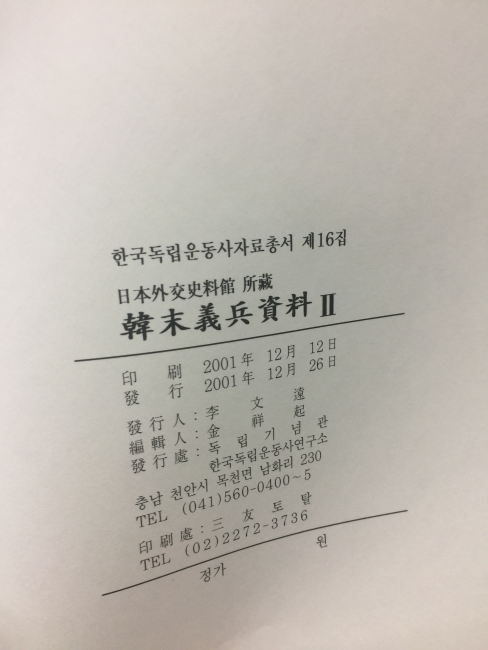 한국독립운동사자료총서 제16집
日本外交史料館 所藏
韓末義兵資料 Ⅱ
印 刷 2001年 12月 12日
發 行 2001年 12月 26日
發行人 : 李 文 遠
編輯人 : 金 祥 起
發行處 : 독 립 기 념 관
한국독립운동사연구소
충남 천안시 목천면 남화리 230
TEL (041)560-0400~5
印刷處 : 三 友 토 탈
TEL (02)2272-3736
정가 원